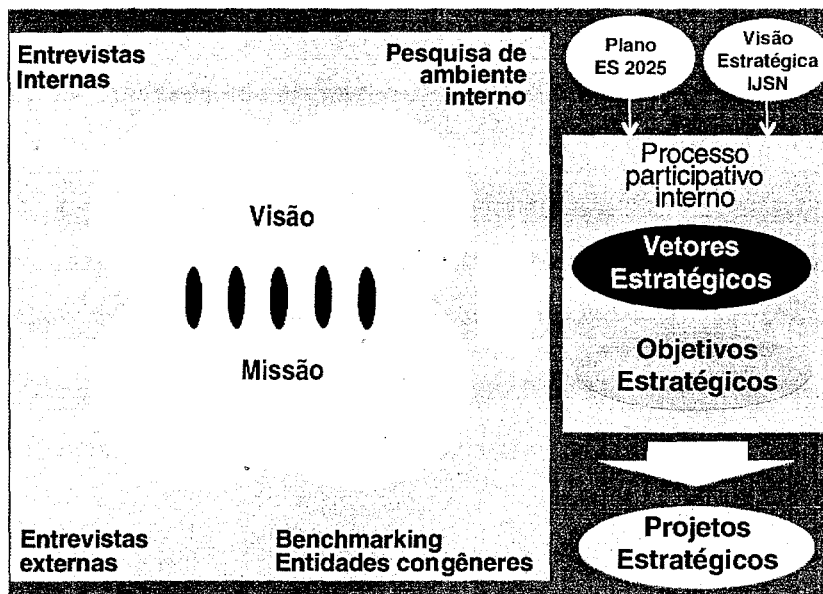 Entrevistas
Internas
Pesquisa de
ambiente
interno
Visão
Missão
Entrevistas
externas
Benchmarking
Entidades congêneres
Plano
ES 2025
Visão
Estratégica
IJSN
Processo
participativo
interno
Vetores
Estratégicos
Objetivos
Estratégicos
Projetos
Estratégicos